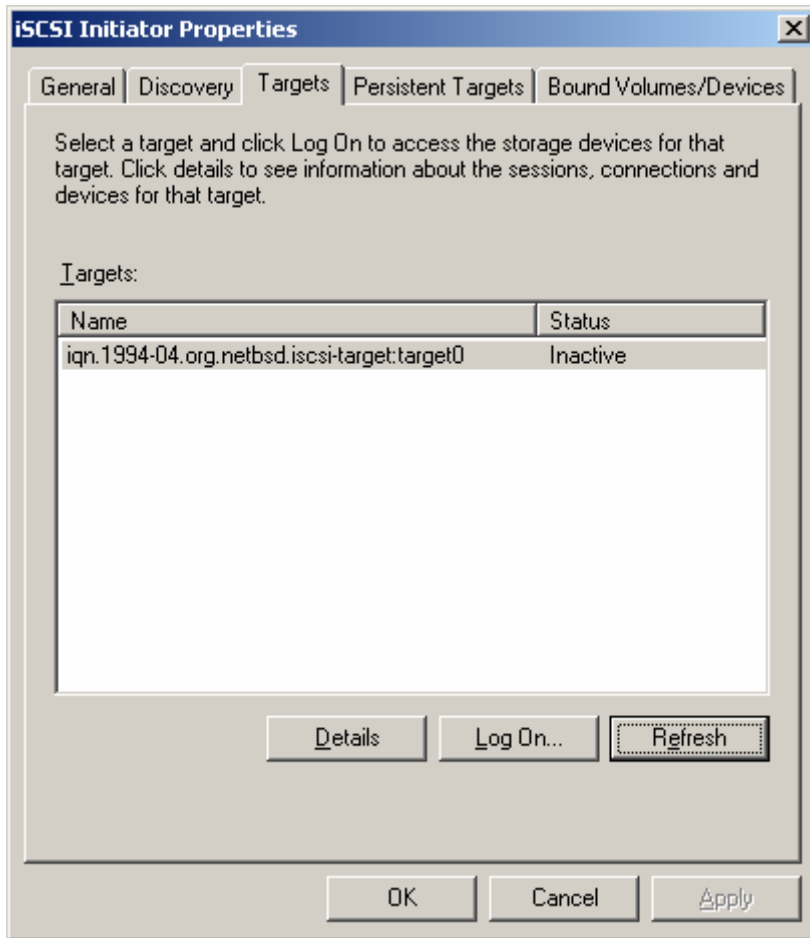 iSCSI Initiator Properties
General Discovery Targets Persistent Targets Bound Volumes/Devices
Select a target and click Log On to access the storage devices for that
target. Click details to see information about the sessions, connections and
devices for that target.
Targets:
Name Status
iqn.1994-04.org.netbsd.iscsi-target:target0 Inactive
Details Log On... Refresh
OK Cancel Apply